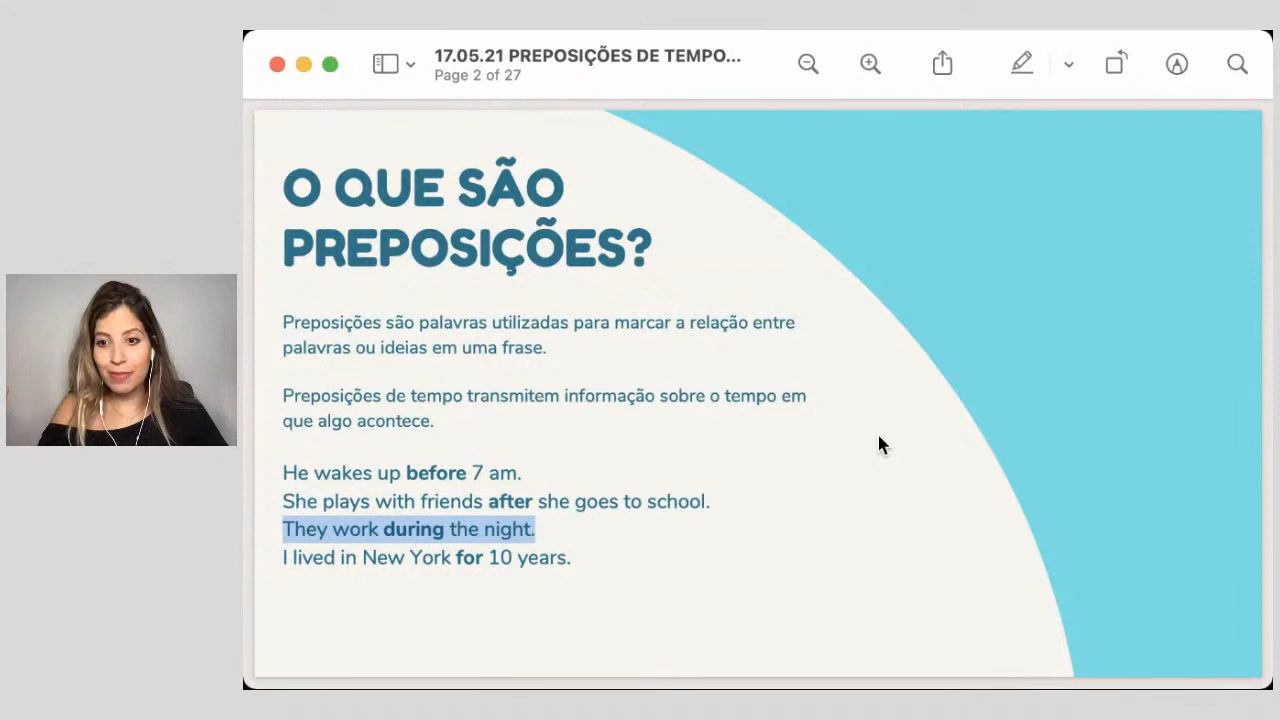 17.05.21 PREPOSIÇÕES DE TEMPO...
Page 2 of 27
O QUE SÃO
PREPOSIÇÕES?
Preposições são palavras utilizadas para marcar a relação entre
palavras ou ideias em uma frase.
Preposições de tempo transmitem informação sobre o tempo em
que algo acontece.
He wakes up before 7 am.
She plays with friends after she goes to school.
They work during the night.
I lived in New York for 10 years.